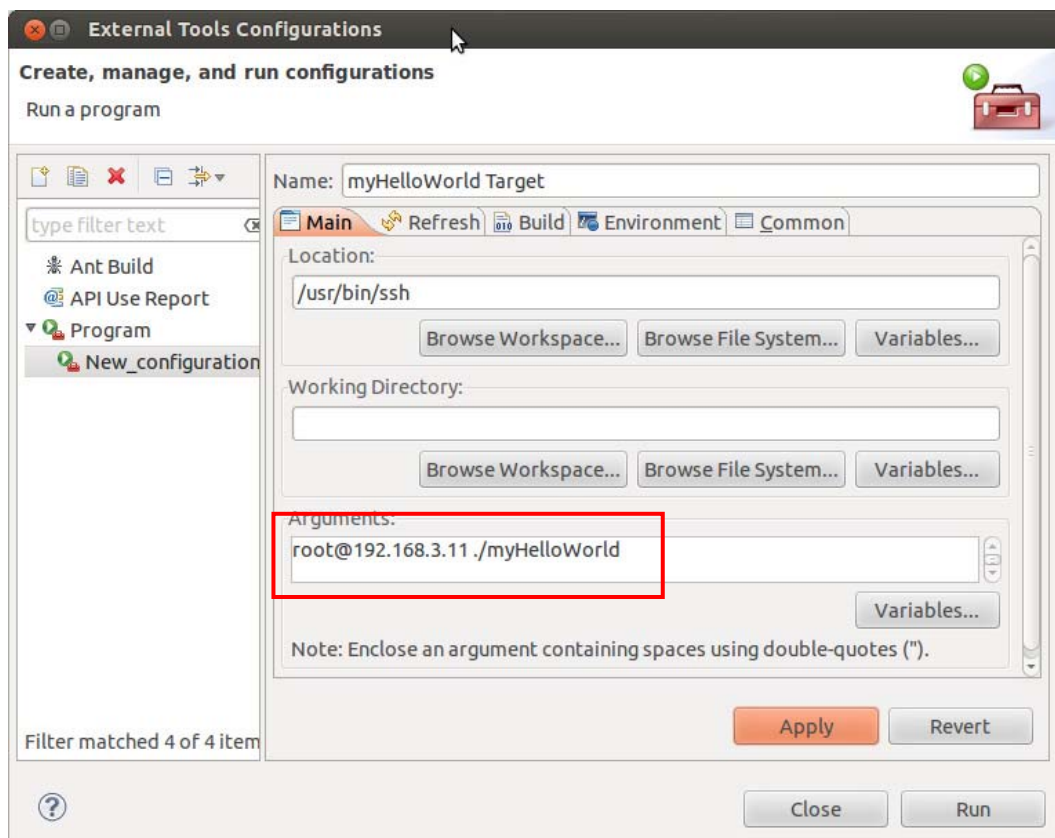 External Tools Configurations
Create, manage, and run configurations
Run a program
Name: myHelloWorld Target
type filter text
Main Refresh Build Environment Common
Ant Build
API Use Report
Program
New_configuration
Filter matched 4 of 4 item
Location:
/usr/bin/ssh
Browse Workspace... Browse File System... Variables...
Working Directory:
Browse Workspace... Browse File System... Variables...
Arguments:
root@192.168.3.11 ./myHelloWorld
Variables...
Note: Enclose an argument containing spaces using double-quotes (").
Apply Revert
Close Run